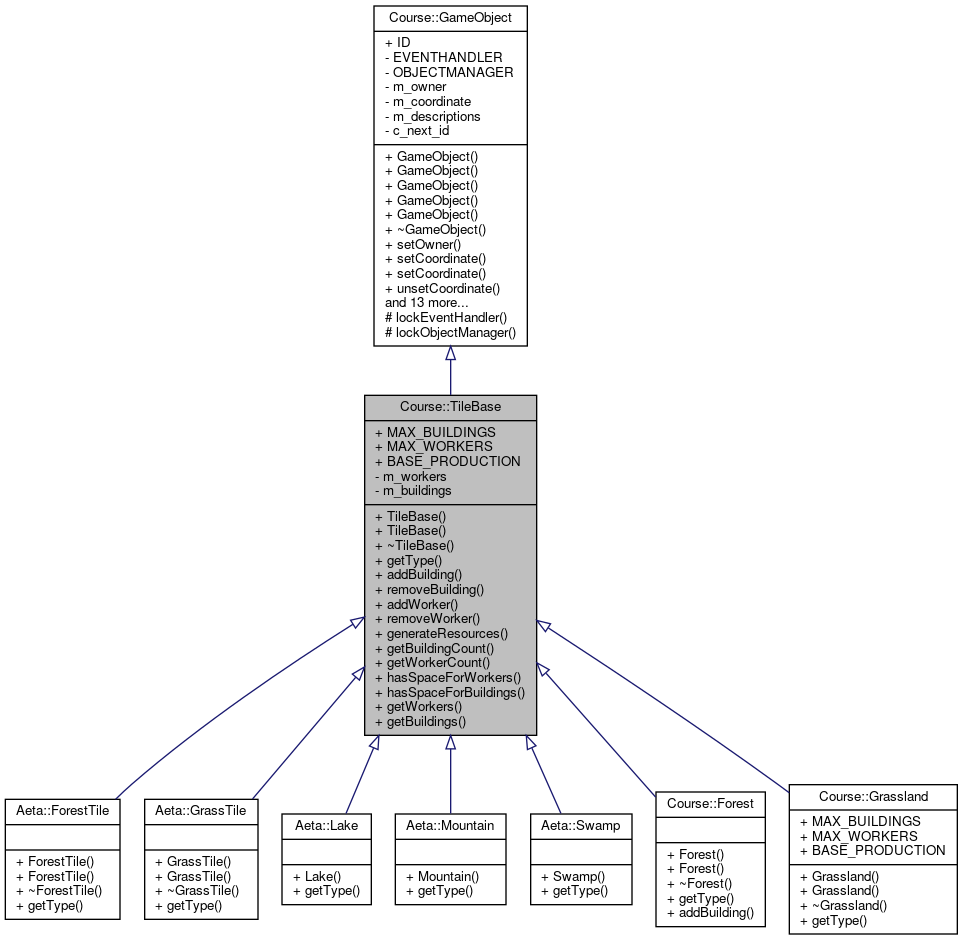 Course::GameObject
+ ID
- EVENTHANDLER
- OBJECTMANAGER
- m_owner
- m_coordinate
- m_descriptions
- c_next_id
+ GameObject()
+ GameObject()
+ GameObject()
+ GameObject()
+ GameObject()
+ ~GameObject()
+ setOwner()
+ setCoordinate()
+ setCoordinate()
+ unsetCoordinate()
and 13 more...
# lockEventHandler()
# lockObjectManager()
Course::TileBase
+ MAX_BUILDINGS
+ MAX_WORKERS
+ BASE_PRODUCTION
- m_workers
- m_buildings
+ TileBase()
+ TileBase()
+ ~TileBase()
+ getType()
+ addBuilding()
+ removeBuilding()
+ addWorker()
+ removeWorker()
+ generateResources()
+ getBuildingCount()
+ getWorkerCount()
+ hasSpaceForWorkers()
+ hasSpaceForBuildings()
+ getWorkers()
+ getBuildings()
Aeta::ForestTile
+ ForestTile()
+ ForestTile()
+ ~ForestTile()
+ getType()
Aeta::GrassTile
+ GrassTile()
+ GrassTile()
+ ~GrassTile()
+ getType()
Aeta::Lake
+ Lake()
+ getType()
Aeta::Mountain
+ Mountain()
+ getType()
Aeta::Swamp
+ Swamp()
+ getType()
Course::Forest
+ Forest()
+ Forest()
+ ~Forest()
+ getType()
+ addBuilding()
Course::Grassland
+ MAX_BUILDINGS
+ MAX_WORKERS
+ BASE_PRODUCTION
+ Grassland()
+ Grassland()
+ ~Grassland()
+ getType()